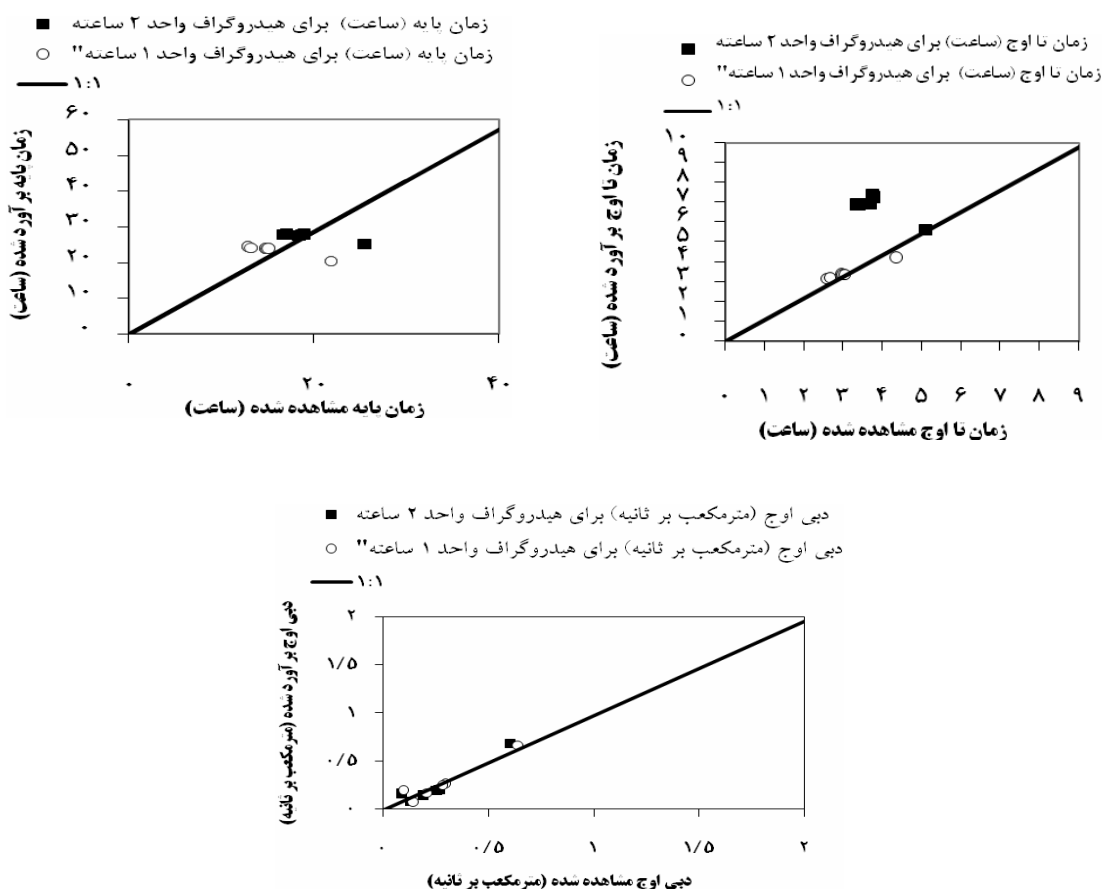 زمان پایه (ساعت) برای هیدروگراف واحد ۲ ساعته
زمان پایه (ساعت) برای هیدروگراف واحد ۱ ساعته"
۱:۱
۶۰
۵۰
۴۰
۳۰
۲۰
۱۰
۰
زمان پایه بر آورد شده (ساعت)
۰ ۲۰ ۴۰
زمان پایه مشاهده شده (ساعت)
زمان تا اوج (ساعت) برای هیدروگراف واحد ۲ ساعته
زمان تا اوج (ساعت) برای هیدروگراف واحد ۱ ساعته"
۱:۱
۱۰
۹
۸
۷
۶
۵
۴
۳
۲
۱
۰
زمان تا اوج بر آورد شده (ساعت)
۰ ۱ ۲ ۳ ۴ ۵ ۶ ۷ ۸ ۹
زمان تا اوج مشاهده شده (ساعت)
دبی اوج (مترمکعب بر ثانیه) برای هیدروگراف واحد ۲ ساعته
دبی اوج (مترمکعب بر ثانیه) برای هیدروگراف واحد ۱ ساعته"
۱:۱
۲
۱/۵
۱
۰/۵
۰
دبی اوج بر آورد شده (مترمکعب بر ثانیه)
۰ ۰/۵ ۱ ۱/۵ ۲
دبی اوج مشاهده شده (مترمکعب بر ثانیه)